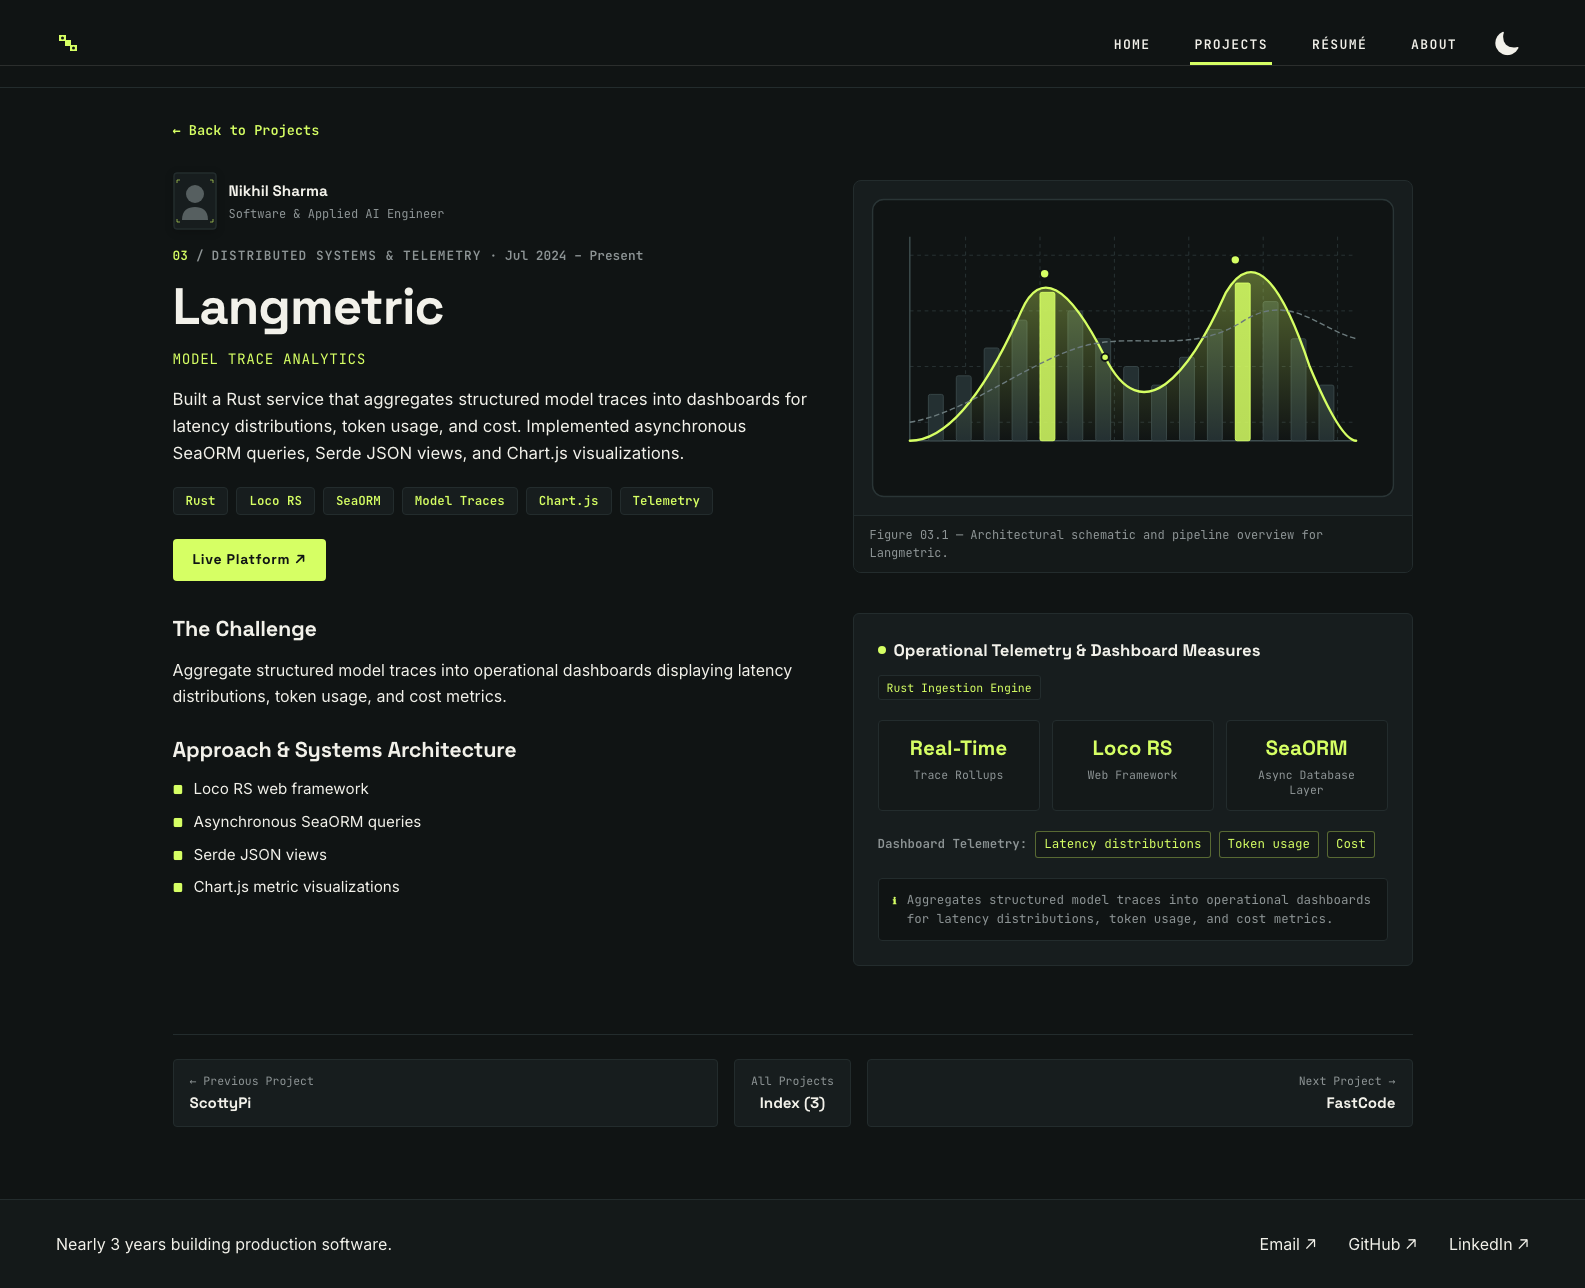 HOME
PROJECTS
RÉSUMÉ
ABOUT
← Back to Projects
Nikhil Sharma
Software & Applied AI Engineer
03 / DISTRIBUTED SYSTEMS & TELEMETRY · Jul 2024 – Present
Langmetric
MODEL TRACE ANALYTICS
Built a Rust service that aggregates structured model traces into dashboards for
latency distributions, token usage, and cost. Implemented asynchronous
SeaORM queries, Serde JSON views, and Chart.js visualizations.
Rust
Loco RS
SeaORM
Model Traces
Chart.js
Telemetry
Live Platform ↗
The Challenge
Aggregate structured model traces into operational dashboards displaying latency
distributions, token usage, and cost metrics.
Approach & Systems Architecture
Loco RS web framework
Asynchronous SeaORM queries
Serde JSON views
Chart.js metric visualizations
Figure 03.1 — Architectural schematic and pipeline overview for
Langmetric.
Operational Telemetry & Dashboard Measures
Rust Ingestion Engine
Real-Time
Trace Rollups
Loco RS
Web Framework
SeaORM
Async Database
Layer
Dashboard Telemetry:
Latency distributions
Token usage
Cost
ℹ Aggregates structured model traces into operational dashboards
for latency distributions, token usage, and cost metrics.
← Previous Project
ScottyPi
All Projects
Index (3)
Next Project →
FastCode
Nearly 3 years building production software.
Email ↗
GitHub ↗
LinkedIn ↗